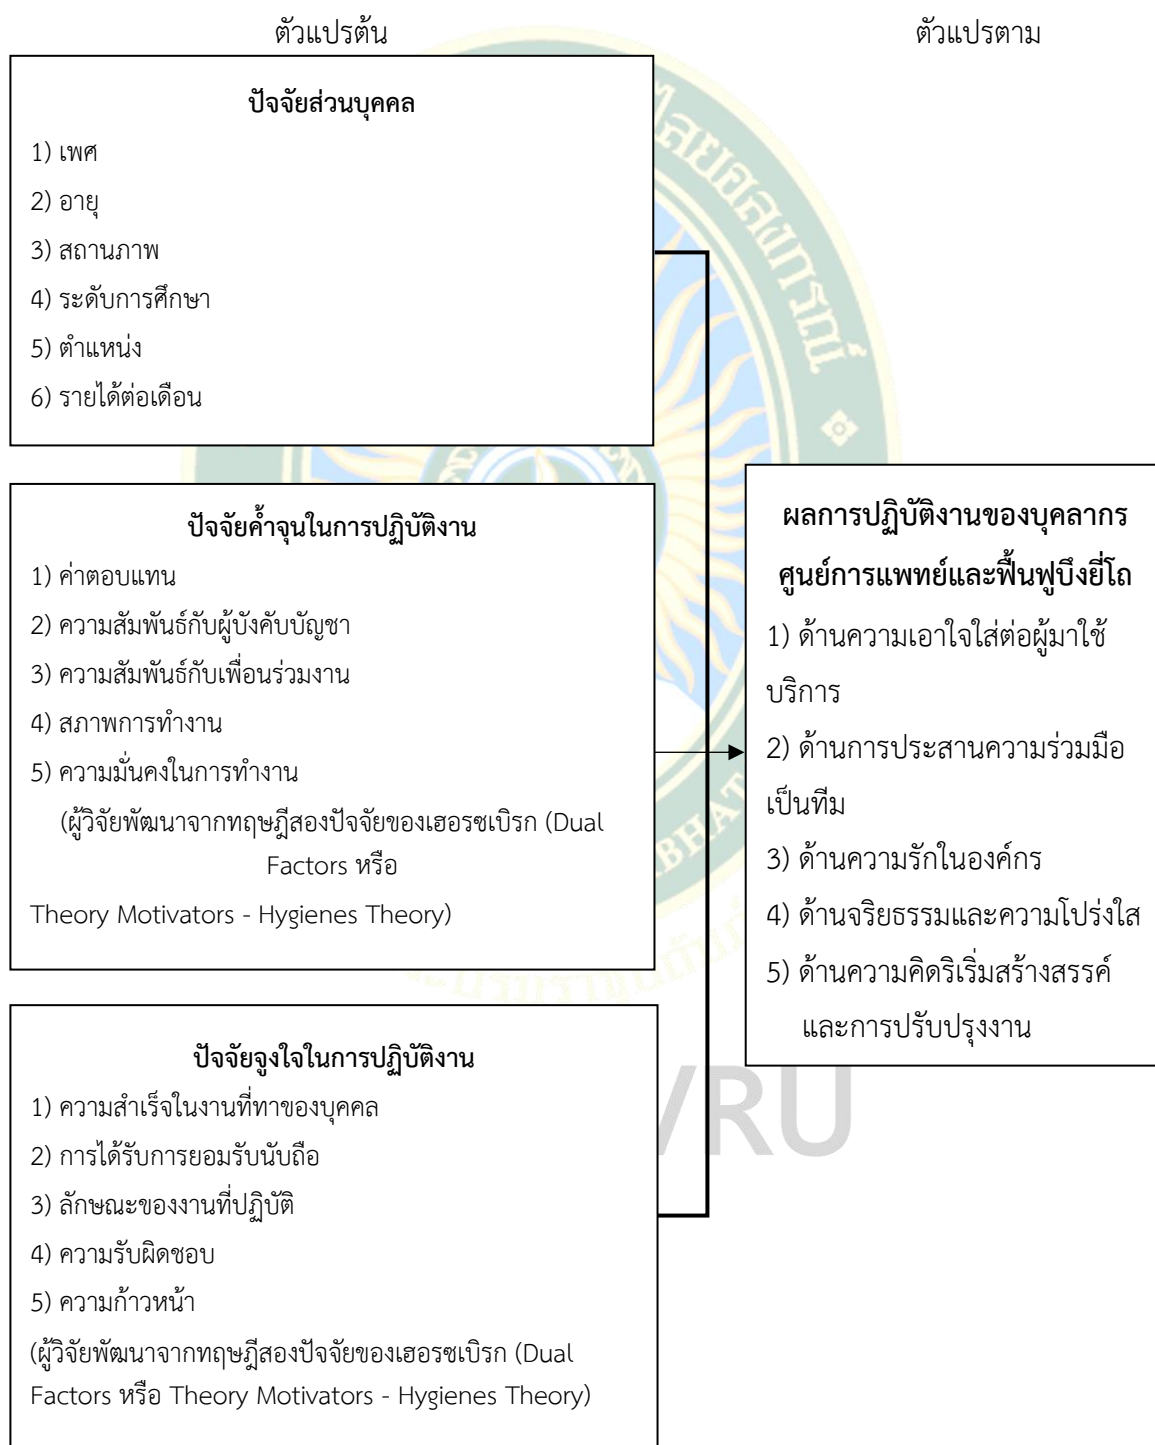 ตัวแปรต้น
ตัวแปรตาม
ปัจจัยส่วนบุคคล
1) เพศ
2) อายุ
3) สถานภาพ
4) ระดับการศึกษา
5) ตำแหน่ง
6) รายได้ต่อเดือน
ปัจจัยค้ำจุนในการปฏิบัติงาน
1) ค่าตอบแทน
2) ความสัมพันธ์กับผู้บังคับบัญชา
3) ความสัมพันธ์กับเพื่อนร่วมงาน
4) สภาพการทำงาน
5) ความมั่นคงในการทำงาน
(ผู้วิจัยพัฒนาจากทฤษฎีสองปัจจัยของเฮอรซเบิรก (Dual
Factors หรือ
Theory Motivators - Hygienes Theory)
ปัจจัยจูงใจในการปฏิบัติงาน
1) ความสำเร็จในงานที่ทาของบุคคล
2) การได้รับการยอมรับนับถือ
3) ลักษณะของงานที่ปฏิบัติ
4) ความรับผิดชอบ
5) ความก้าวหน้า
(ผู้วิจัยพัฒนาจากทฤษฎีสองปัจจัยของเฮอรซเบิรก (Dual
Factors หรือ Theory Motivators - Hygienes Theory)
ผลการปฏิบัติงานของบุคลากร
ศูนย์การแพทย์และฟื้นฟูบึงยี่โถ
1) ด้านความเอาใจใส่ต่อผู้มาใช้
บริการ
2) ด้านการประสานความร่วมมือ
เป็นทีม
3) ด้านความรักในองค์กร
4) ด้านจริยธรรมและความโปร่งใส
5) ด้านความคิดริเริ่มสร้างสรรค์
และการปรับปรุงงาน
VRU